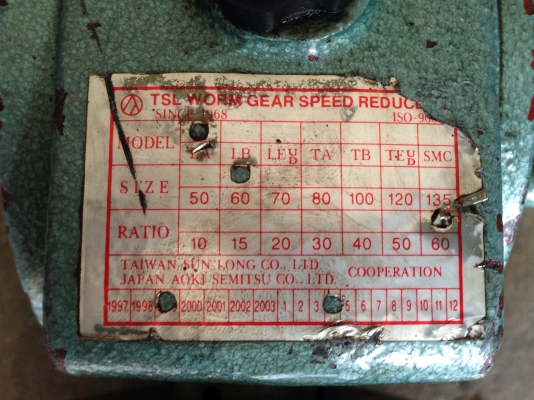 TSL WORM GEAR SPEED REDUCE
SINCE 1968 ISO-90
MODEL LA LB LEU/D TA TB TEU/D SMC
SIZE 50 60 70 80 100 120 135
RATIO 10 15 20 30 40 50 60
TAIWAN SUN LONG CO., LTD.
JAPAN AOKI SEMITSU CO., LTD. COOPERATION
1997 1998 2000 2001 2002 2003 1 2 3 5 6 7 8 9 10 11 12